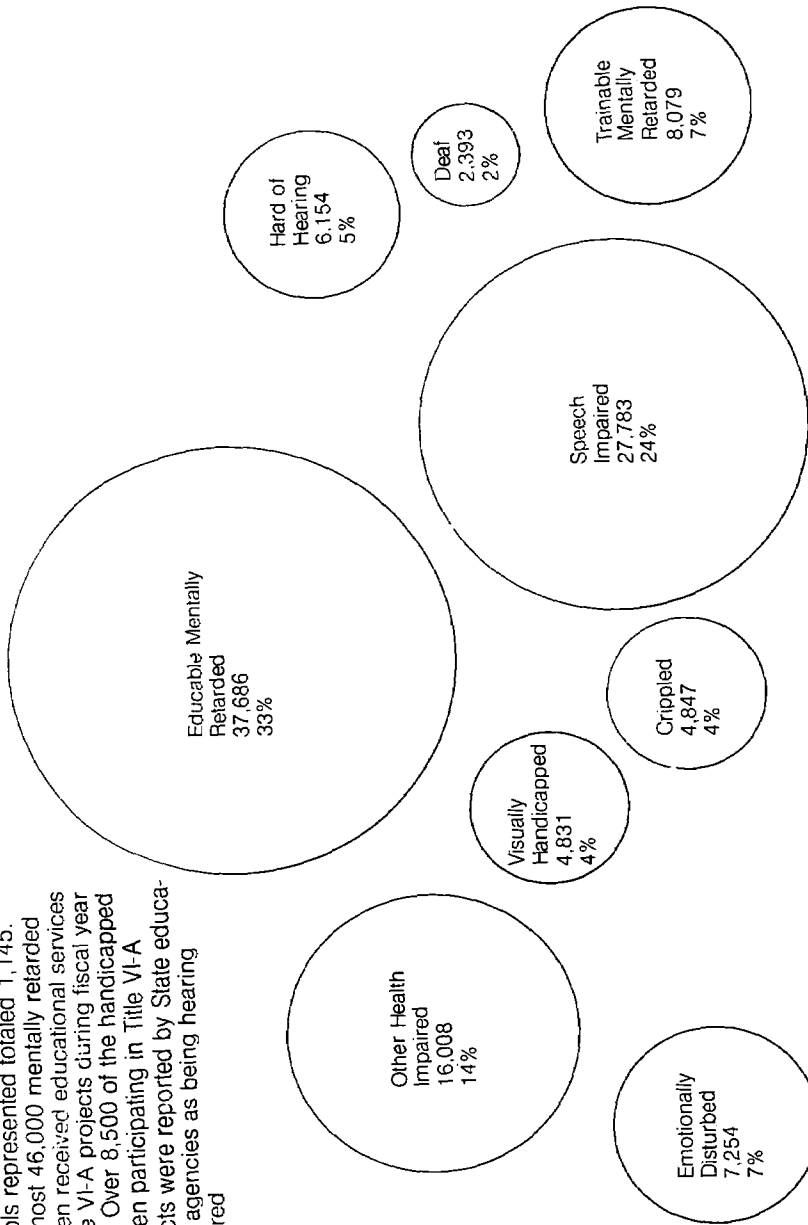 ols represented totaled 1,145.
nost 46,000 mentally retarded
en received educational services
e VI-A projects during fiscal year
Over 8,500 of the handicapped
en participating in Title VI-A
cts were reported by State educa-
agencies as being hearing
red
Educable Mentally
Retarded
37,686
33%
Hard of
Hearing
6,154
5%
Other Health
Impaired
16,008
14%
Deaf
2,393
2%
Visually
Handicapped
4,831
4%
Speech
Impaired
27,783
24%
Trainable
Mentally
Retarded
8,079
7%
Crippled
4,847
4%
Emotionally
Disturbed
7,254
7%